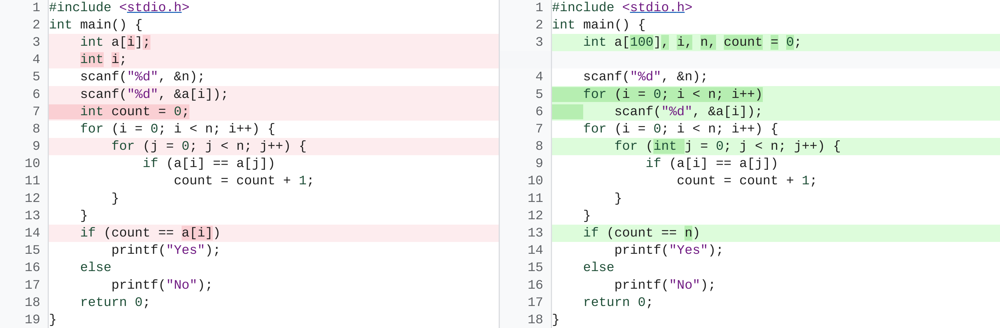 1 #include <stdio.h>
2 int main() {
3     int a[i];
4     int i;
5     scanf("%d", &n);
6     scanf("%d", &a[i]);
7     int count = 0;
8     for (i = 0; i < n; i++) {
9         for (j = 0; j < n; j++) {
10             if (a[i] == a[j])
11                 count = count + 1;
12         }
13     }
14     if (count == a[i])
15         printf("Yes");
16     else
17         printf("No");
18     return 0;
19 }
1 #include <stdio.h>
2 int main() {
3     int a[100], i, n, count = 0;
4     scanf("%d", &n);
5     for (i = 0; i < n; i++)
6         scanf("%d", &a[i]);
7     for (i = 0; i < n; i++) {
8         for (int j = 0; j < n; j++) {
9             if (a[i] == a[j])
10                 count = count + 1;
11         }
12     }
13     if (count == n)
14         printf("Yes");
15     else
16         printf("No");
17     return 0;
18 }